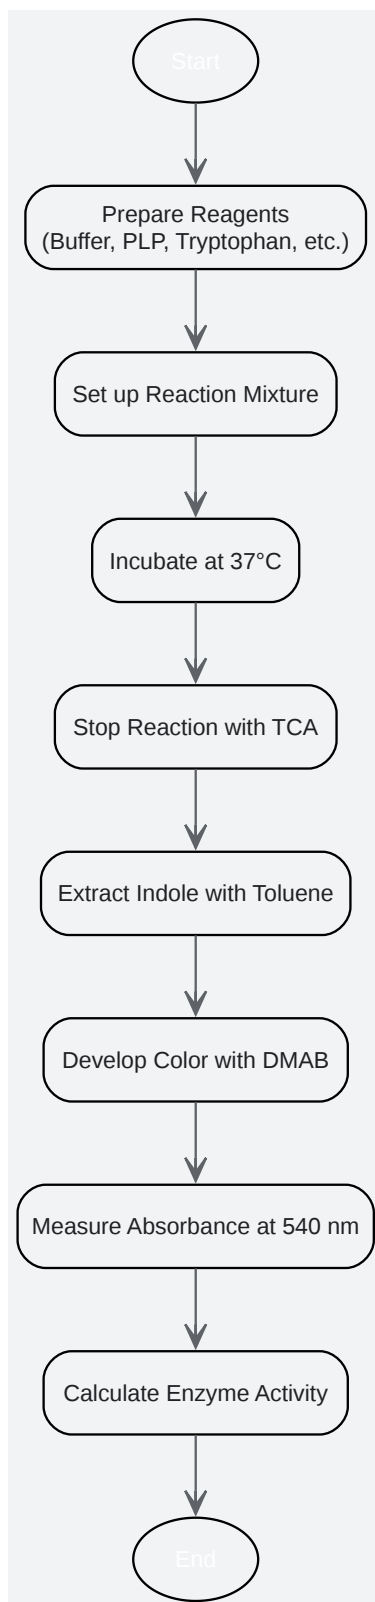 Start
Prepare Reagents
(Buffer, PLP, Tryptophan, etc.)
Set up Reaction Mixture
Incubate at 37°C
Stop Reaction with TCA
Extract Indole with Toluene
Develop Color with DMAB
Measure Absorbance at 540 nm
Calculate Enzyme Activity
End